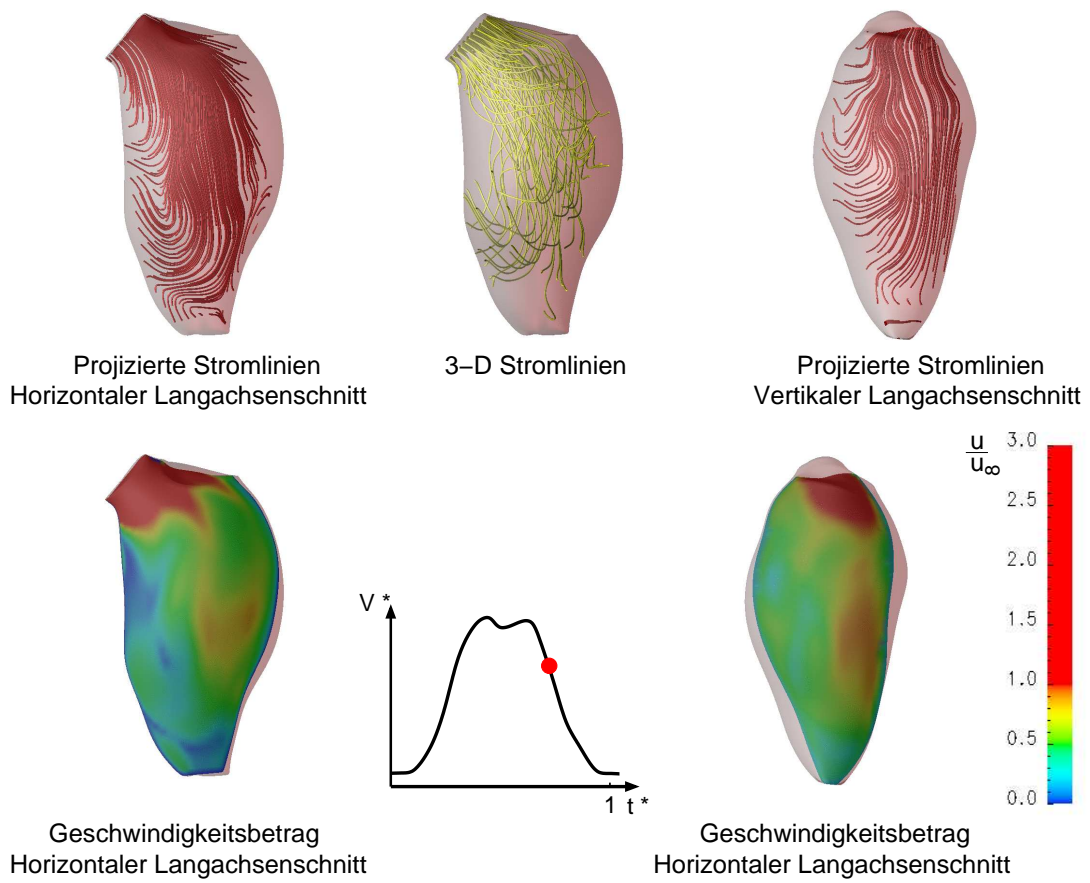 Projizierte Stromlinien
Horizontaler Langachsenschnitt
3−D Stromlinien
Projizierte Stromlinien
Vertikaler Langachsenschnitt
u
u∞
3.0
2.5
2.0
1.5
1.0
0.5
0.0
V *
1 t *
Geschwindigkeitsbetrag
Horizontaler Langachsenschnitt
Geschwindigkeitsbetrag
Horizontaler Langachsenschnitt